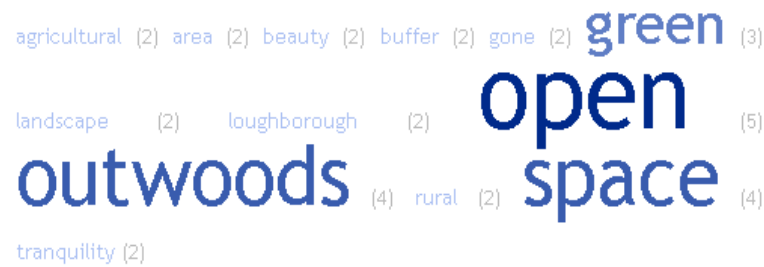 agricultural (2) area (2) beauty (2) buffer (2) gone (2) green (3)
landscape (2) loughborough (2) open (5)
outwoods (4) rural (2) space (4)
tranquility (2)